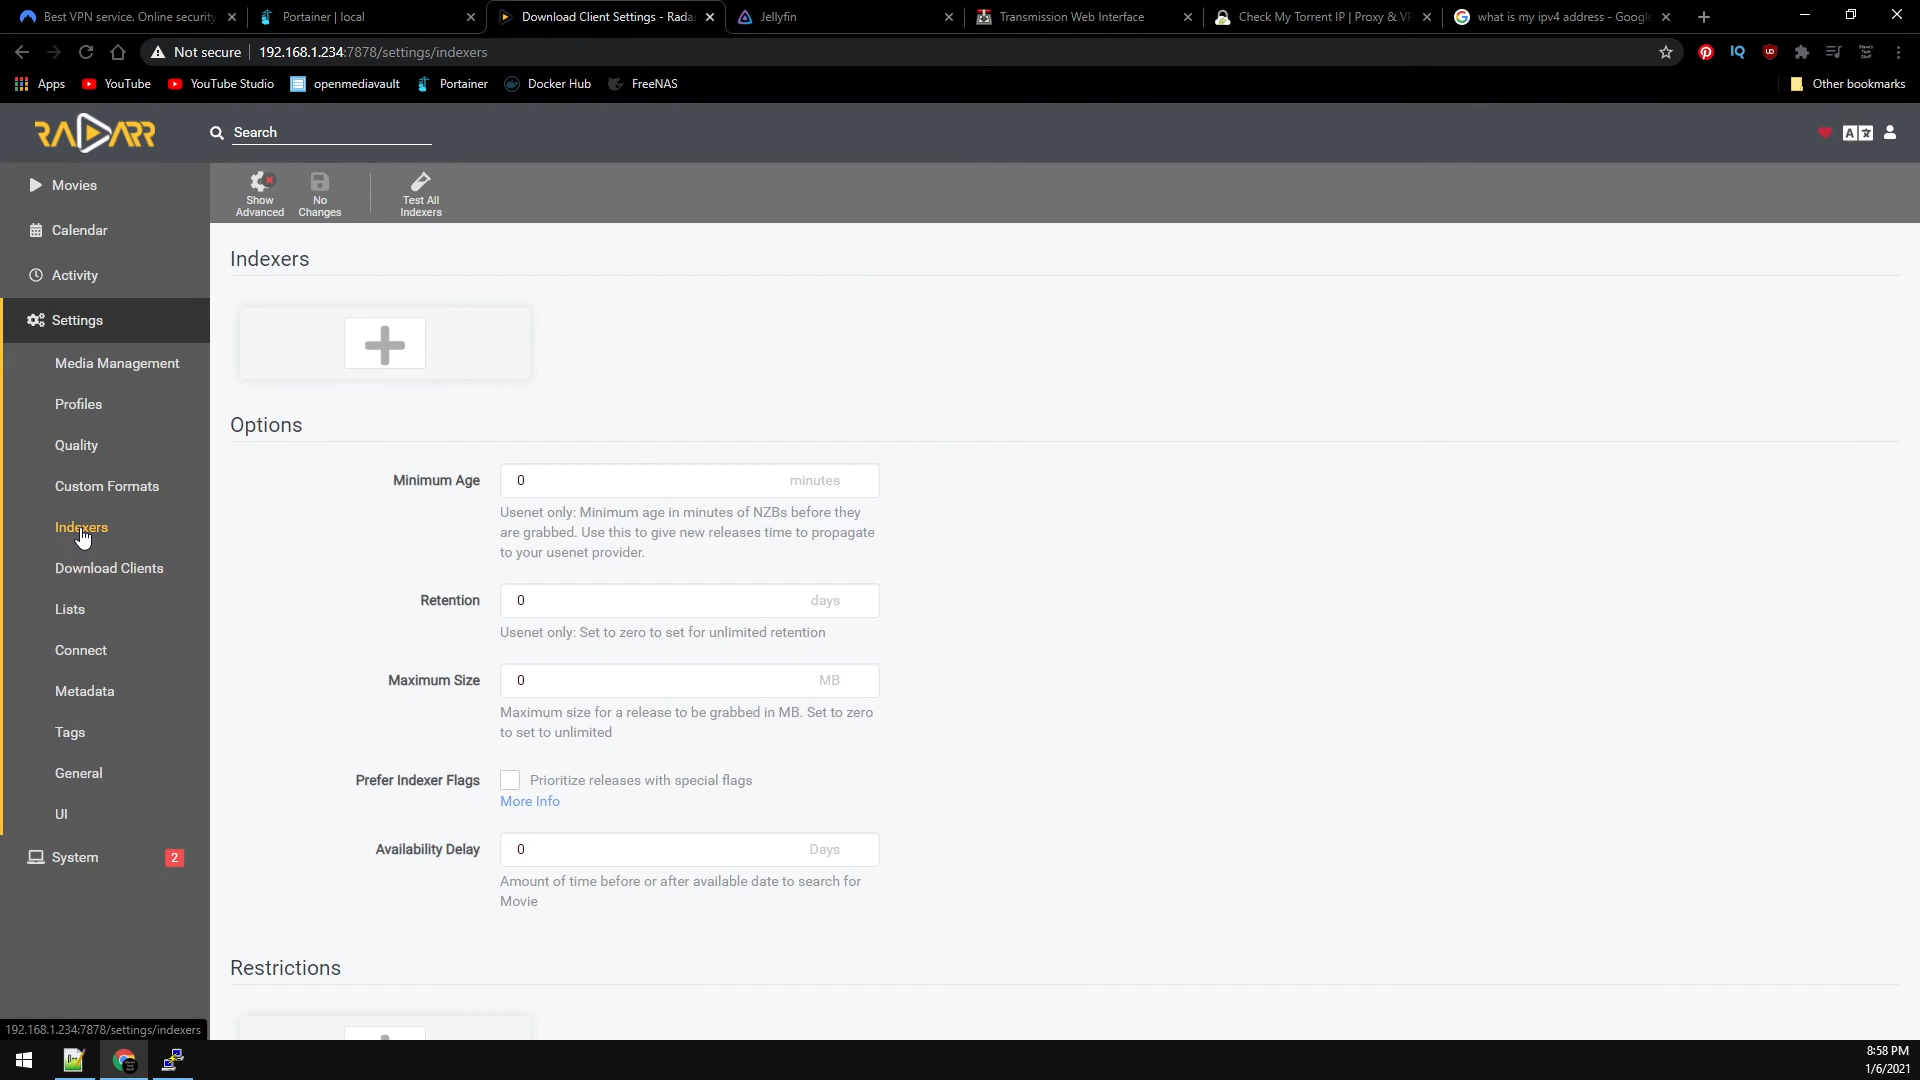 Best VPN service. Online security
Portainer | local
Download Client Settings - Rada
Jellyfin
Transmission Web Interface
Check My Torrent IP | Proxy & VP
what is my ipv4 address - Google
Not secure
192.168.1.234:7878/settings/indexers
Apps
YouTube
YouTube Studio
openmediavault
Portainer
Docker Hub
FreeNAS
Other bookmarks
RADARR
Search
Movies
Calendar
Activity
Settings
Media Management
Profiles
Quality
Custom Formats
Indexers
Download Clients
Lists
Connect
Metadata
Tags
General
UI
System
2
Show
Advanced
No
Changes
Test All
Indexers
Indexers
Options
Minimum Age
0
minutes
Usenet only: Minimum age in minutes of NZBs before they
are grabbed. Use this to give new releases time to propagate
to your usenet provider.
Retention
0
days
Usenet only: Set to zero to set for unlimited retention
Maximum Size
0
MB
Maximum size for a release to be grabbed in MB. Set to zero
to set to unlimited
Prefer Indexer Flags
Prioritize releases with special flags
More Info
Availability Delay
0
Days
Amount of time before or after available date to search for
Movie
Restrictions
192.168.1.234:7878/settings/indexers
8:58 PM
1/6/2021